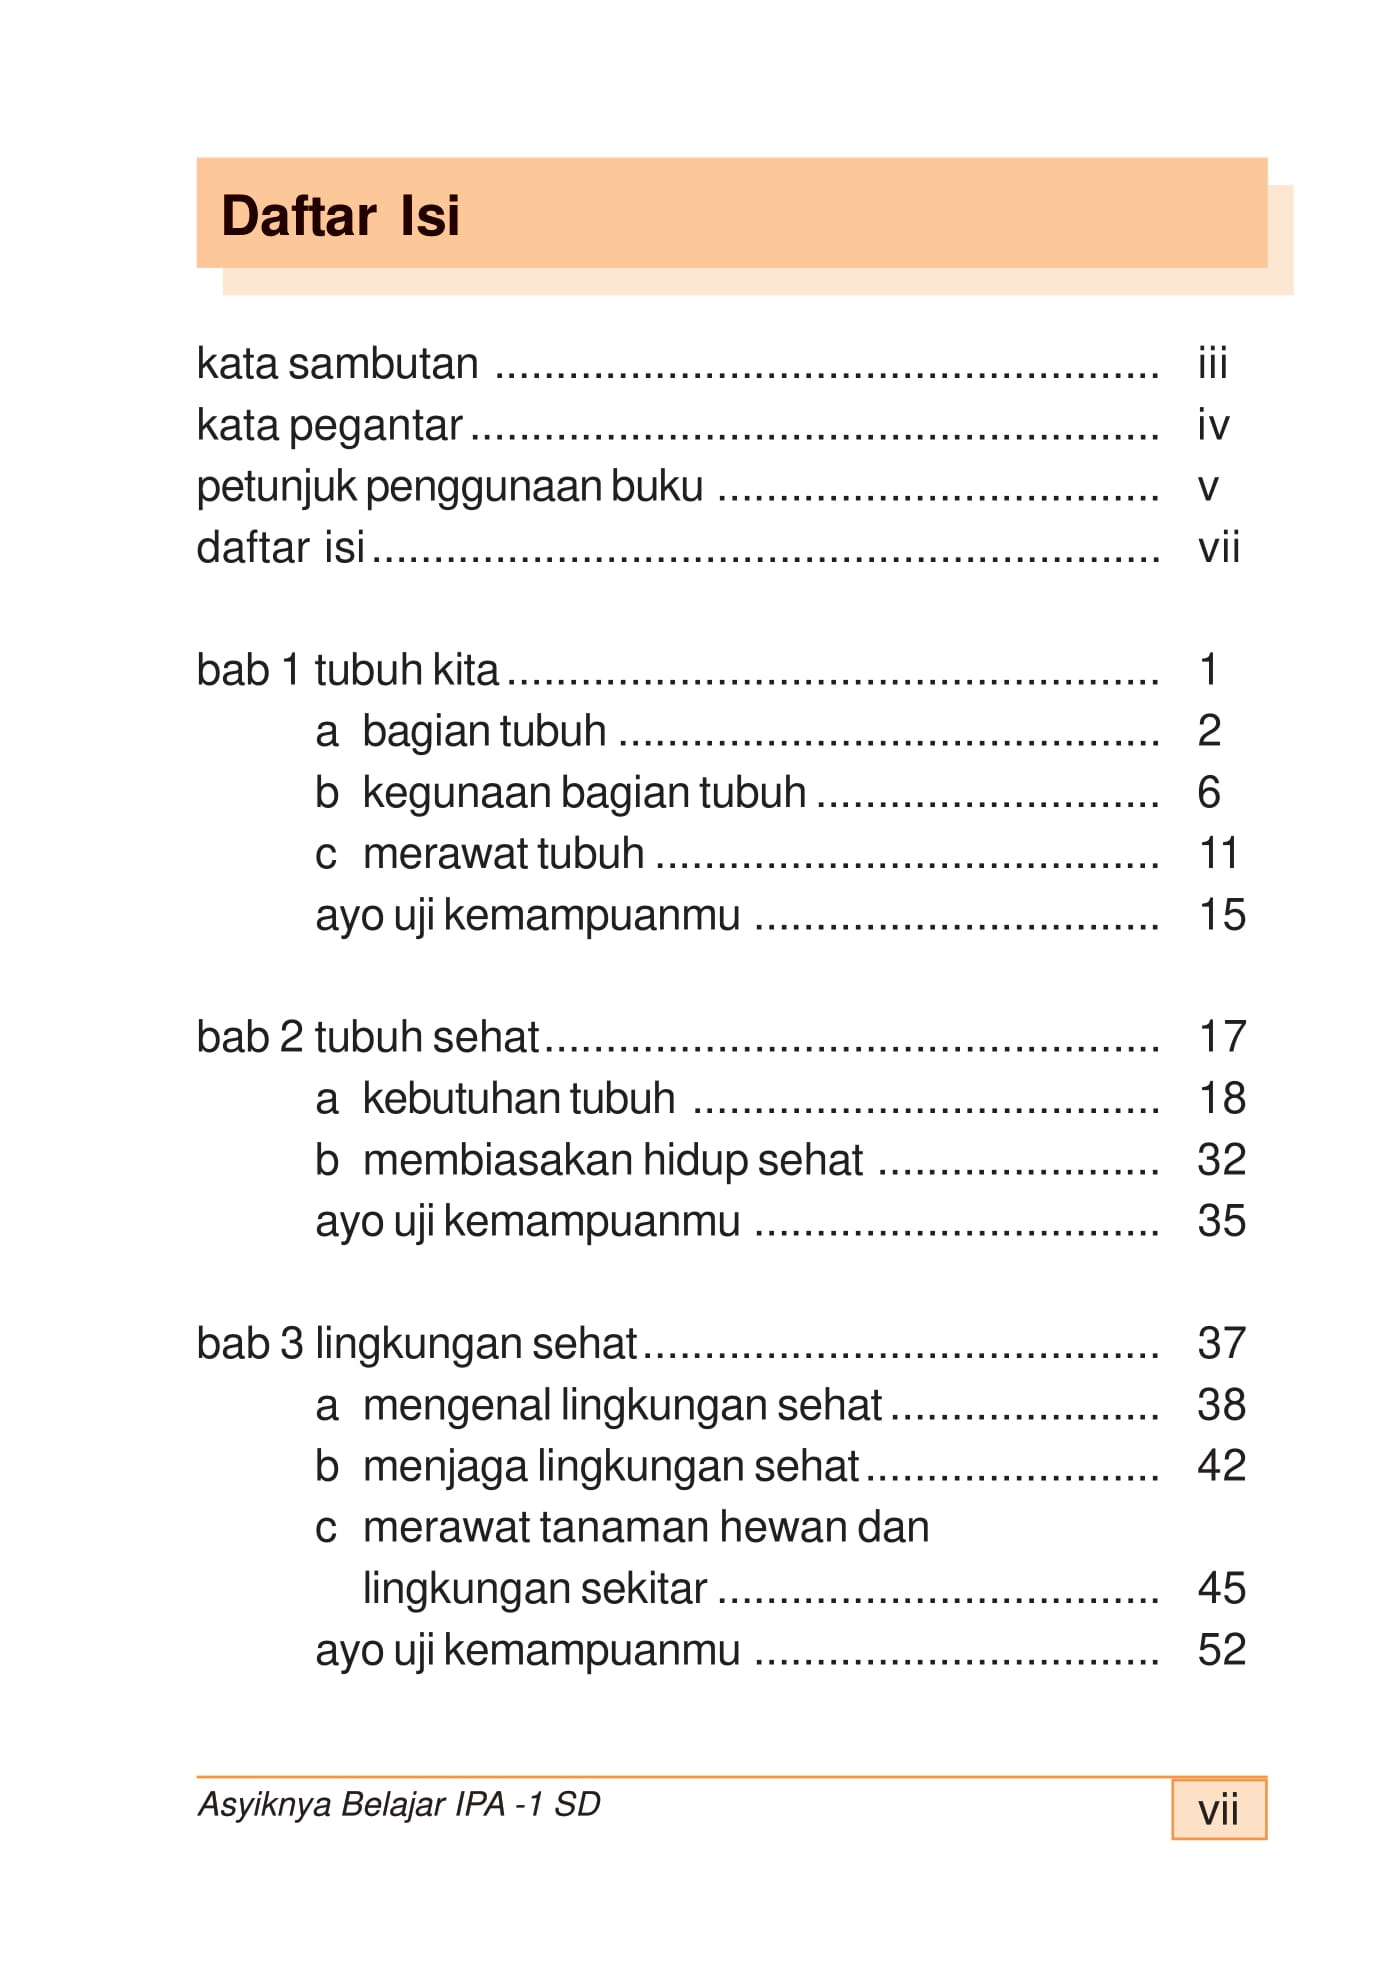 Daftar Isi
kata sambutan ...................................................... iii
kata pegantar ........................................................ iv
petunjuk penggunaan buku .................................... v
daftar isi ................................................................ vii
bab 1 tubuh kita ..................................................... 1
a bagian tubuh ............................................ 2
b kegunaan bagian tubuh ............................ 6
c merawat tubuh ......................................... 11
ayo uji kemampuanmu ................................. 15
bab 2 tubuh sehat .................................................. 17
a kebutuhan tubuh ...................................... 18
b membiasakan hidup sehat ....................... 32
ayo uji kemampuanmu ................................. 35
bab 3 lingkungan sehat .......................................... 37
a mengenal lingkungan sehat ...................... 38
b menjaga lingkungan sehat ........................ 42
c merawat tanaman hewan dan
lingkungan sekitar .................................... 45
ayo uji kemampuanmu ................................. 52
Asyiknya Belajar IPA -1 SD
vii